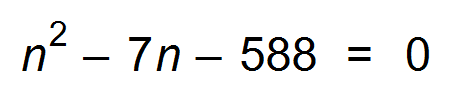 n² – 7n – 588 = 0